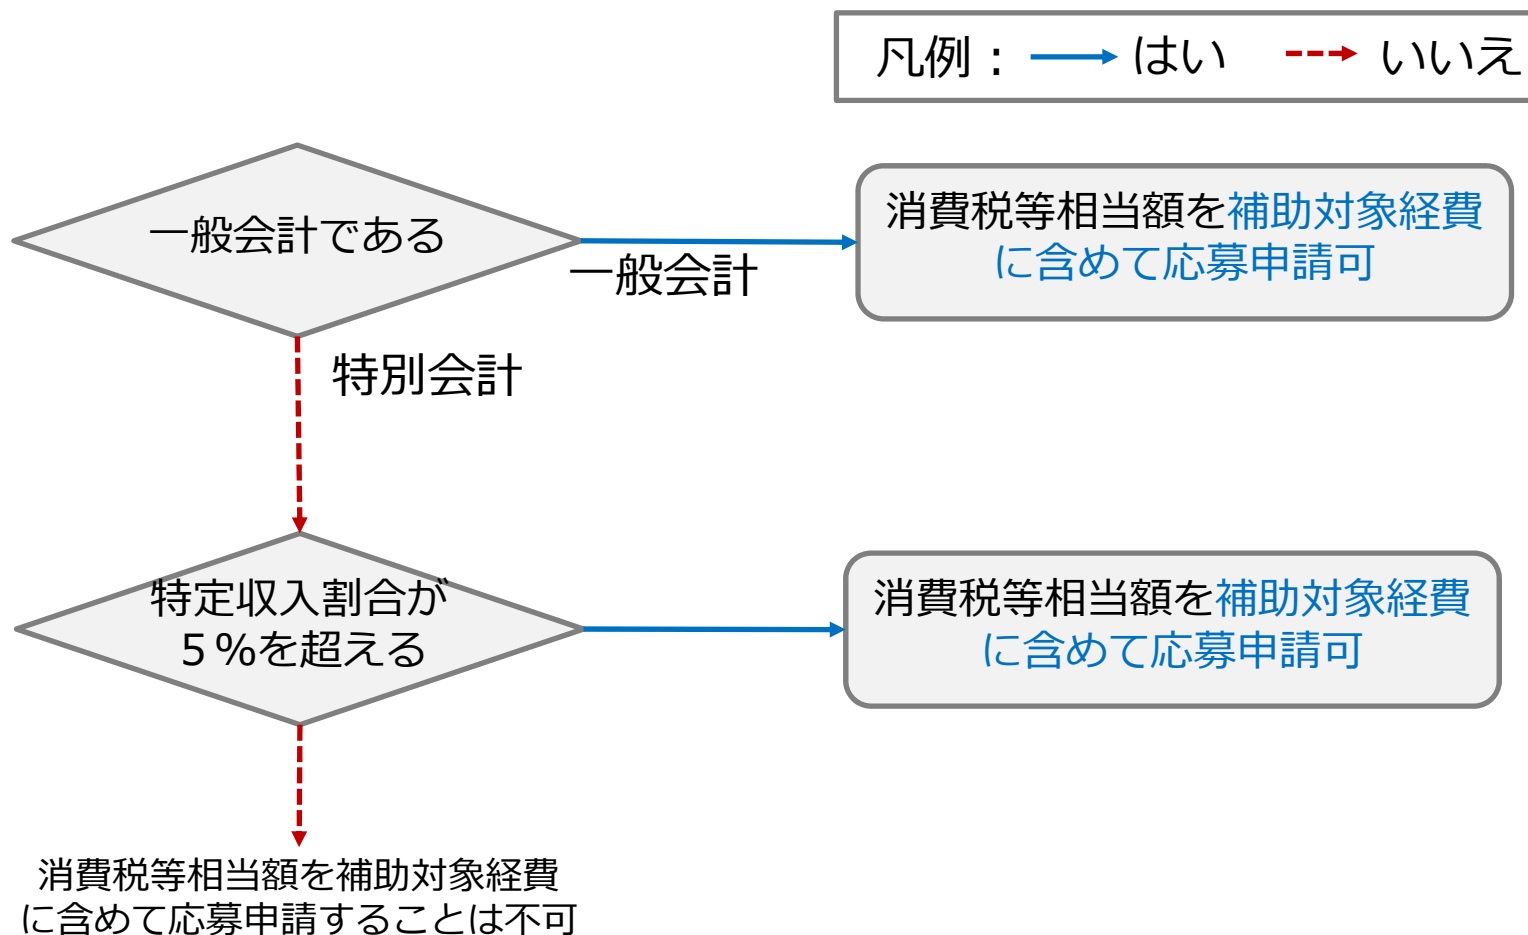 凡例： はい いいえ
一般会計である
一般会計
消費税等相当額を補助対象経費
に含めて応募申請可
特別会計
特定収入割合が
５％を超える
消費税等相当額を補助対象経費
に含めて応募申請可
消費税等相当額を補助対象経費
に含めて応募申請することは不可